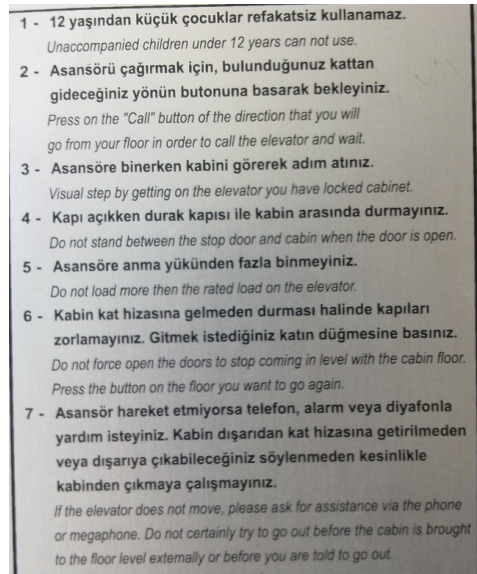 1 - 12 yaşından küçük çocuklar refakatsiz kullanamaz.
Unaccompanied children under 12 years can not use.
2 - Asansörü çağırmak için, bulunduğunuz kattan
gideceğiniz yönün butonuna basarak bekleyiniz.
Press on the "Call" button of the direction that you will
go from your floor in order to call the elevator and wait.
3 - Asansöre binerken kabini görerek adım atınız.
Visual step by getting on the elevator you have locked cabinet.
4 - Kapı açıkken durak kapısı ile kabin arasında durmayınız.
Do not stand between the stop door and cabin when the door is open.
5 - Asansöre anma yükünden fazla binmeyiniz.
Do not load more then the rated load on the elevator.
6 - Kabin kat hizasına gelmeden durması halinde kapıları
zorlamayınız. Gitmek istediğiniz katın düğmesine basınız.
Do not force open the doors to stop coming in level with the cabin floor.
Press the button on the floor you want to go again.
7 - Asansör hareket etmiyorsa telefon, alarm veya diyafonla
yardım isteyiniz. Kabin dışarıdan kat hizasına getirilmeden
veya dışarıya çıkabileceğiniz söylenmeden kesinlikle
kabinden çıkmaya çalışmayınız.
If the elevator does not move, please ask for assistance via the phone
or megaphone. Do not certainly try to go out before the cabin is brought
to the floor level externally or before you are told to go out.